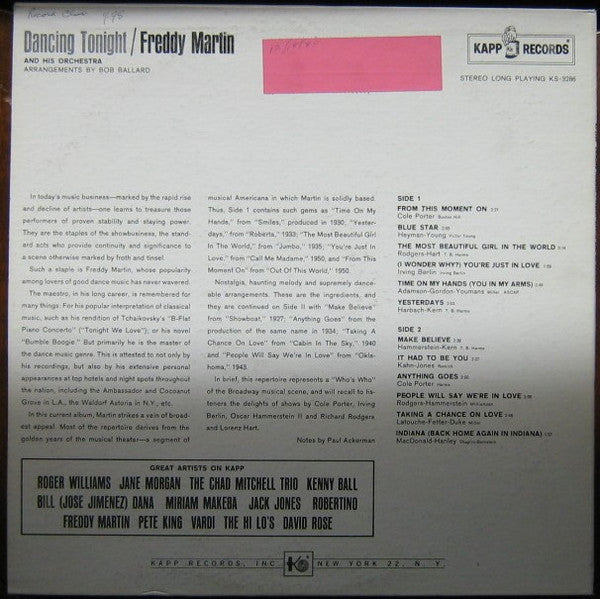 Record Club 4.95
Dancing Tonight / Freddy Martin
AND HIS ORCHESTRA
ARRANGEMENTS BY BOB BALLARD
KAPP RECORDS
STEREO LONG PLAYING KS-3286
In today's music business—marked by the rapid rise
and decline of artists—one learns to treasure those
performers of proven stability and staying power.
They are the staples of the showbusiness, the stand-
ard acts who provide continuity and significance to
a scene otherwise marked by froth and tinsel.
Such a staple is Freddy Martin, whose popularity
among lovers of good dance music has never wavered.
The maestro, in his long career, is remembered for
many things: For his popular interpretation of classical
music, such as his rendition of Tchaikovsky's "B-Flat
Piano Concerto" ("Tonight We Love"); or his novel
"Bumble Boogie." But primarily he is the master of
the dance music genre. This is attested to not only by
his recordings, but also by his extensive personal
appearances at top hotels and night spots throughout
the nation, including the Ambassador and Cocoanut
Grove in L.A., the Waldorf Astoria in N.Y., etc.
In this current album, Martin strikes a vein of broad-
est appeal. Most of the repertoire derives from the
golden years of the musical theater—a segment of
musical Americana in which Martin is solidly based.
Thus, Side 1 contains such gems as "Time On My
Hands," from "Smiles," produced in 1930; "Yester-
days," from "Roberta," 1933; "The Most Beautiful Girl
In The World," from "Jumbo," 1935; "You're Just In
Love," from "Call Me Madame," 1950, and "From This
Moment On" from "Out Of This World," 1950.
Nostalgia, haunting melody and supremely dance-
able arrangements. These are the ingredients, and
they are continued on Side II with "Make Believe"
from "Showboat," 1927; "Anything Goes" from the
production of the same name in 1934; "Taking A
Chance On Love" from "Cabin In The Sky," 1940
and "People Will Say We're In Love" from "Okla-
homa," 1943.
In brief, this repertoire represents a "Who's Who"
of the Broadway musical scene, and will recall to lis-
teners the delights of shows by Cole Porter, Irving
Berlin, Oscar Hammerstein II and Richard Rodgers
and Lorenz Hart.
Notes by Paul Ackerman
SIDE 1
FROM THIS MOMENT ON
Cole Porter
BLUE STAR
Heyman-Young Victor Young
THE MOST BEAUTIFUL GIRL IN THE WORLD
Rodgers-Hart T. B. Harms
(I WONDER WHY?) YOU'RE JUST IN LOVE
Irving Berlin Irving Berlin
TIME ON MY HANDS (YOU IN MY ARMS)
Adamson-Gordon-Youmans Miller ASCAP
YESTERDAYS
Harbach-Kern T. B. Harms
SIDE 2
MAKE BELIEVE
Hammerstein-Kern T. B. Harms
IT HAD TO BE YOU
Kahn-Jones Remick
ANYTHING GOES
Cole Porter Harms
PEOPLE WILL SAY WE'RE IN LOVE
Rodgers-Hammerstein Williamson
TAKING A CHANCE ON LOVE
Latouche-Fetter-Duke Miller
INDIANA (BACK HOME AGAIN IN INDIANA)
MacDonald-Hanley Shapiro-Bernstein
GREAT ARTISTS ON KAPP
ROGER WILLIAMS JANE MORGAN THE CHAD MITCHELL TRIO KENNY BALL
BILL (JOSE JIMENEZ) DANA MIRIAM MAKEBA JACK JONES ROBERTINO
FREDDY MARTIN PETE KING VARDI THE HI LO'S DAVID ROSE
KAPP RECORDS, INC. K NEW YORK 22, N. Y.